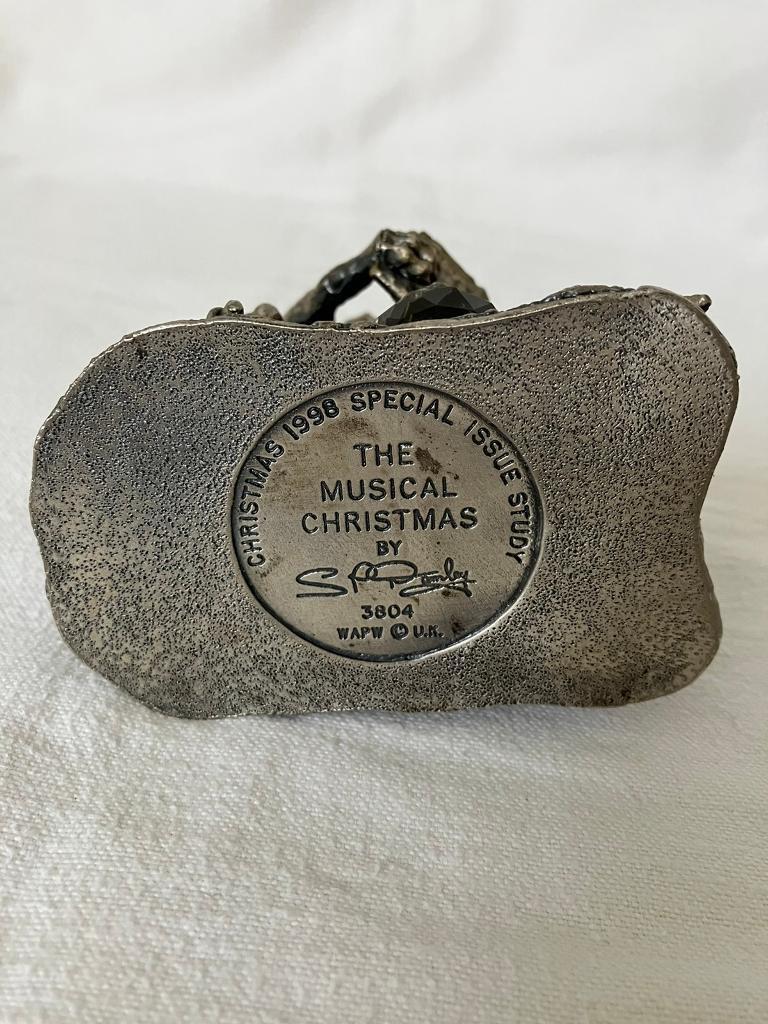 CHRISTMAS 1998 SPECIAL ISSUE STUDY
THE
MUSICAL
CHRISTMAS
BY
3804
WAPW © U.K.